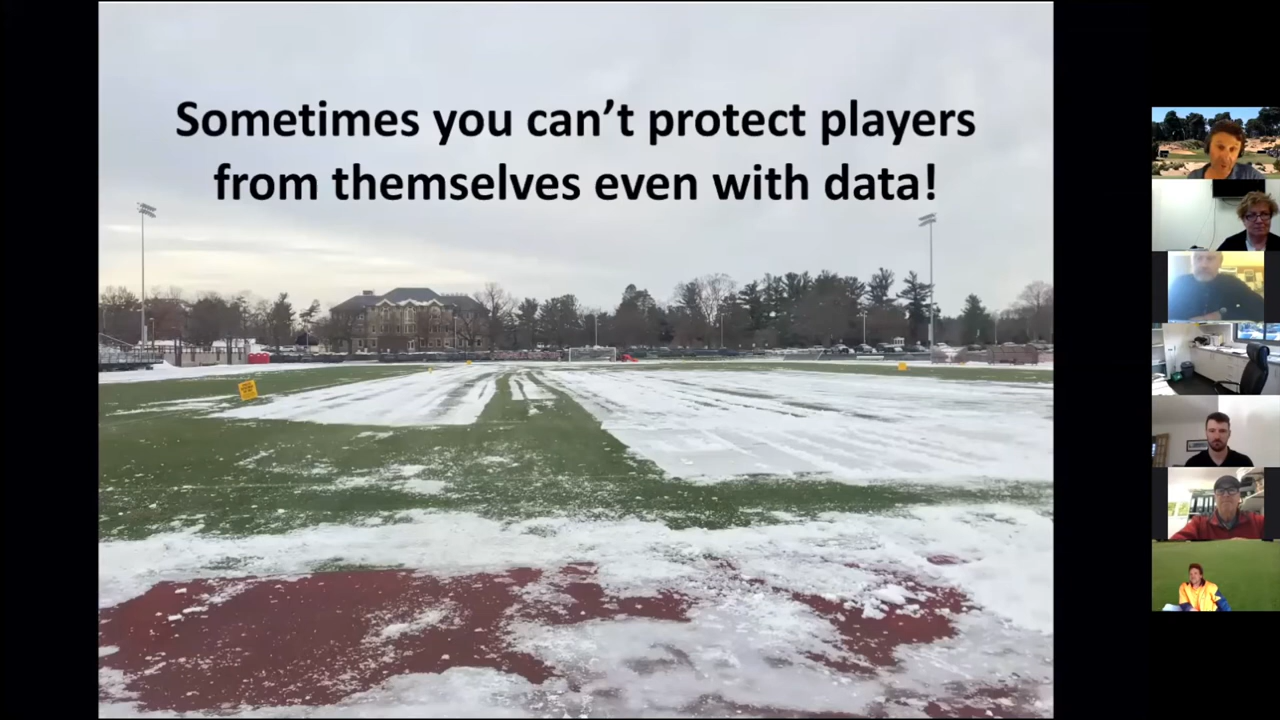 Sometimes you can’t protect players
from themselves even with data!